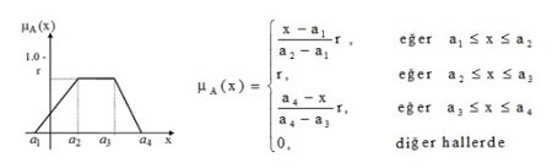 μA(x)
1.0 -
r
a1 a2 a3 a4 x
μA(x) =
x − a1 / a2 − a1 r , eğer a1 ≤ x ≤ a2
r, eğer a2 ≤ x ≤ a3
a4 − x / a4 − a3 r, eğer a3 ≤ x ≤ a4
0, diğer hallerde